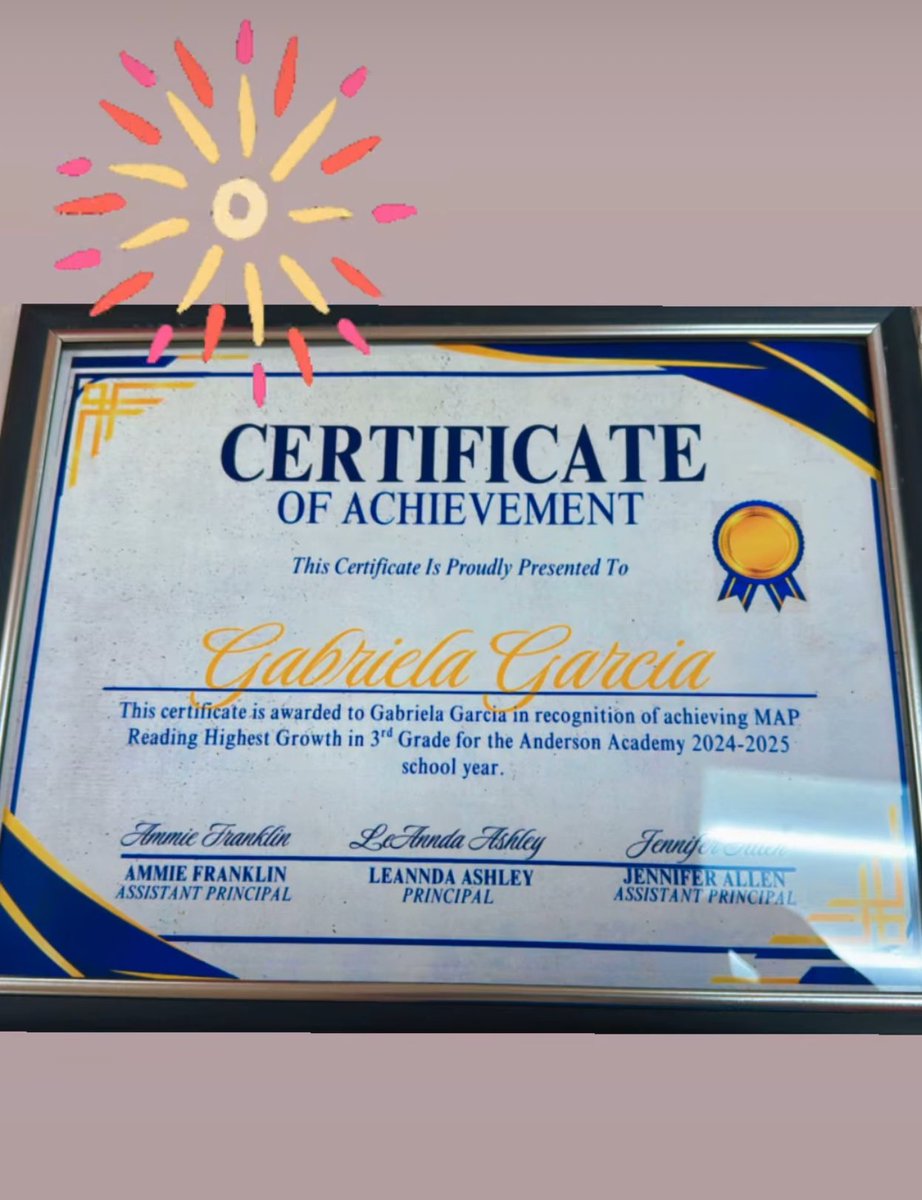 CERTIFICATE
OF ACHIEVEMENT
This Certificate Is Proudly Presented To
Gabriela Garcia
This certificate is awarded to Gabriela Garcia in recognition of achieving MAP
Reading Highest Growth in 3rd Grade for the Anderson Academy 2024-2025
school year.
Ammie Franklin LeAnnda Ashley Jennifer Allen
AMMIE FRANKLIN LEANNDA ASHLEY JENNIFER ALLEN
ASSISTANT PRINCIPAL PRINCIPAL ASSISTANT PRINCIPAL